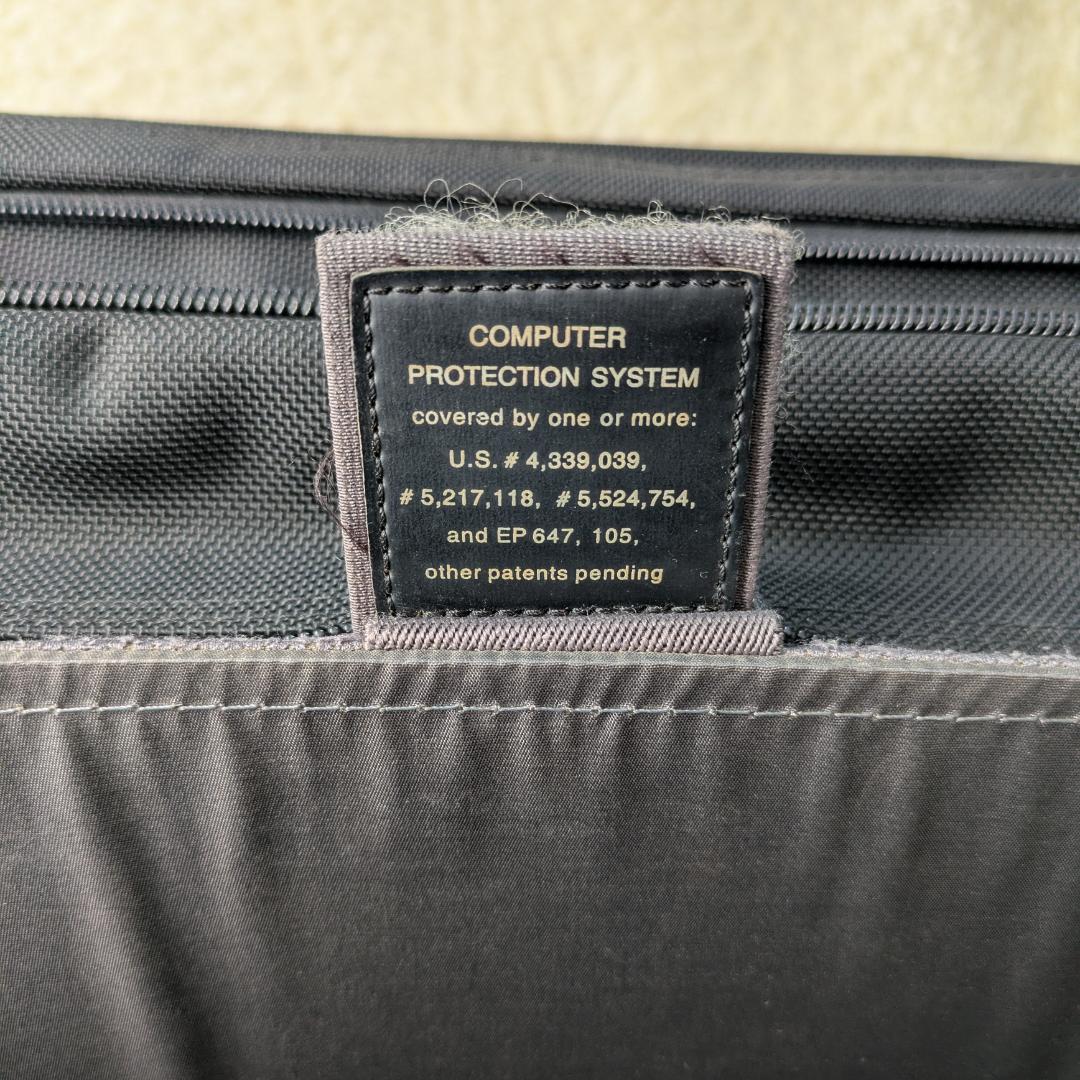 COMPUTER
PROTECTION SYSTEM
covered by one or more:
U.S. # 4,339,039,
# 5,217,118, # 5,524,754,
and EP 647, 105,
other patents pending